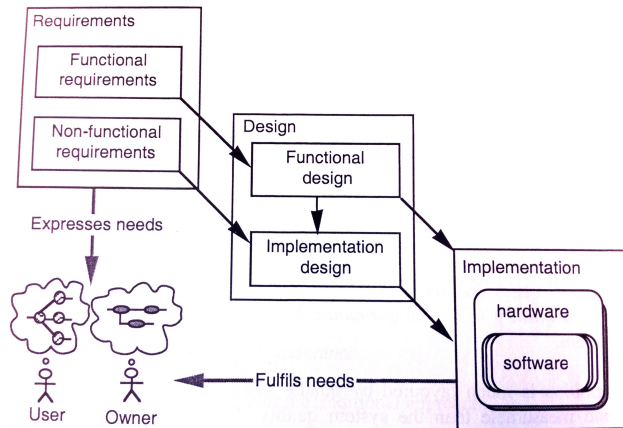 Requirements
Functional
requirements
Non-functional
requirements
Design
Functional
design
Expresses needs
Implementation
design
Implementation
hardware
software
Fulfils needs
User
Owner